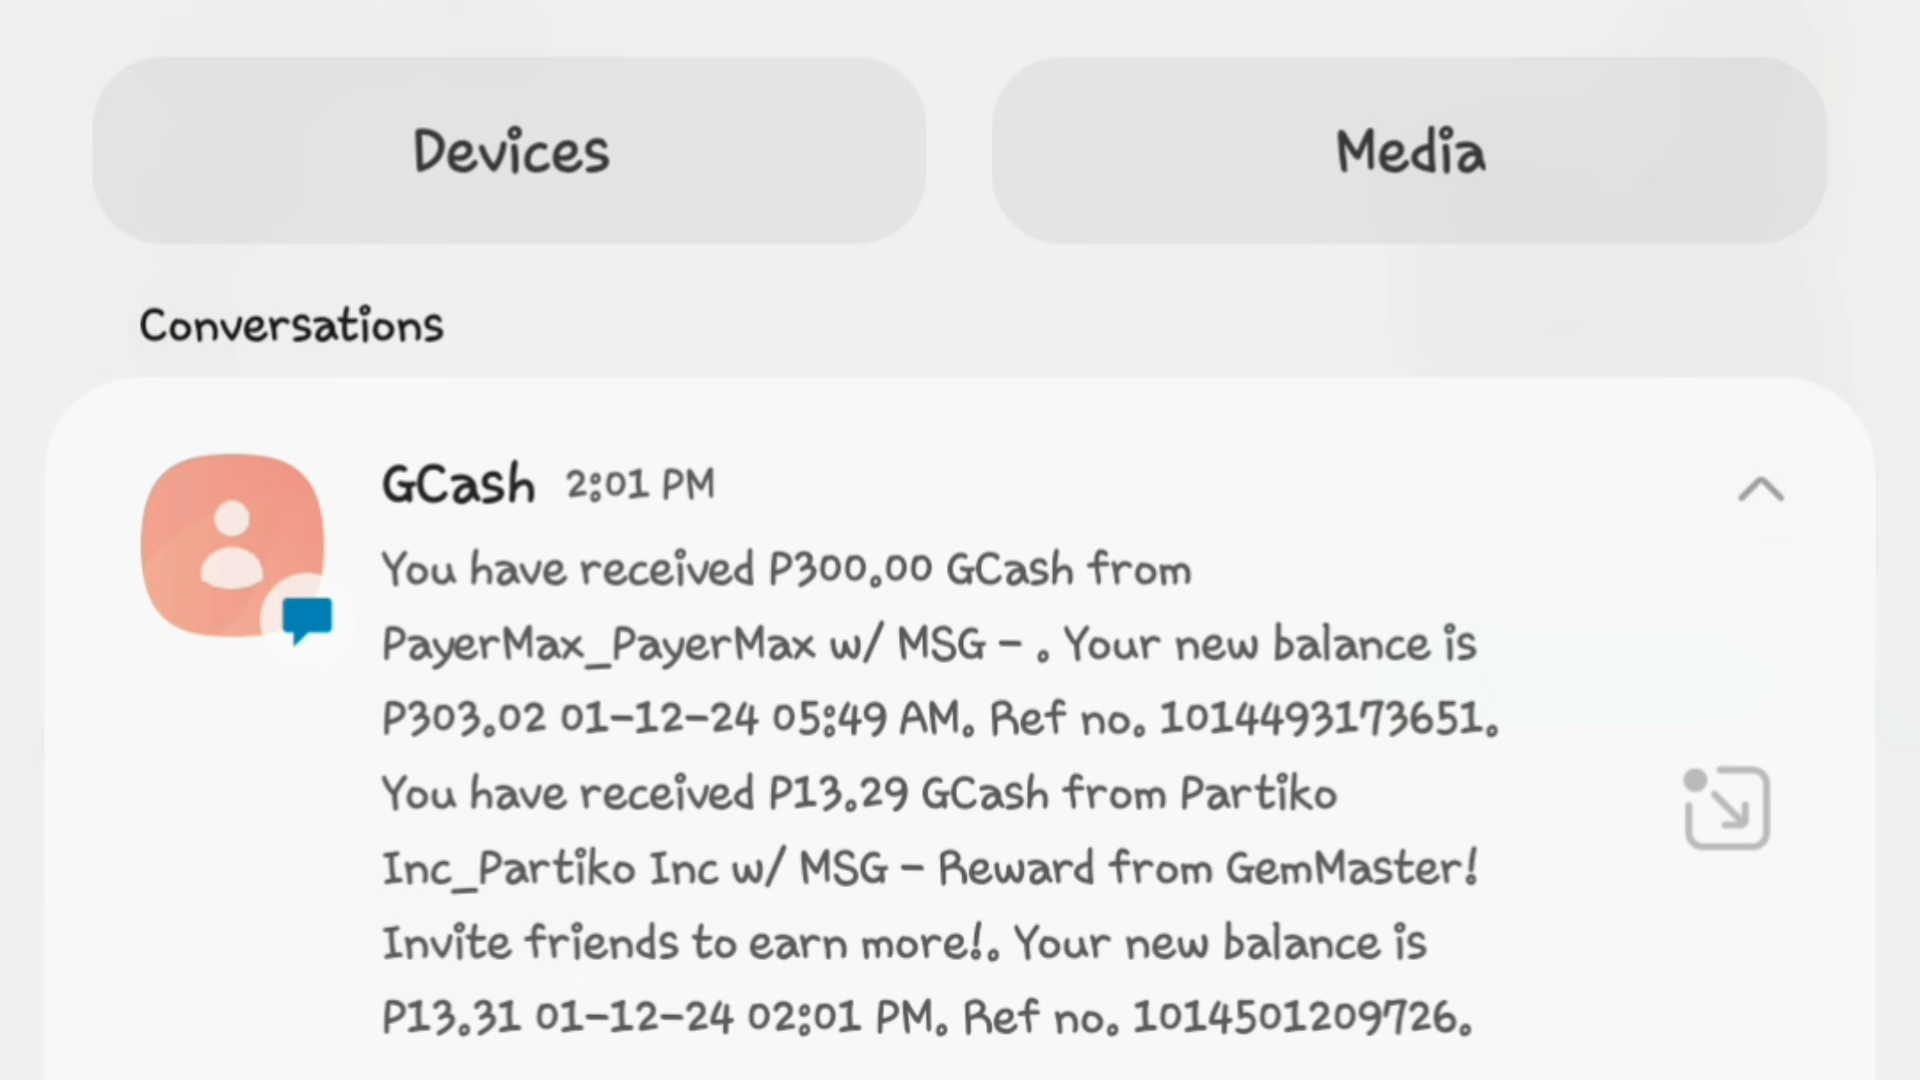 Devices
Media
Conversations
GCash 2:01 PM
You have received P300.00 GCash from
PayerMax_PayerMax w/ MSG - . Your new balance is
P303.02 01-12-24 05:49 AM. Ref no. 1014493173651.
You have received P13.29 GCash from Partiko
Inc_Partiko Inc w/ MSG - Reward from GemMaster!
Invite friends to earn more!. Your new balance is
P13.31 01-12-24 02:01 PM. Ref no. 1014501209726.